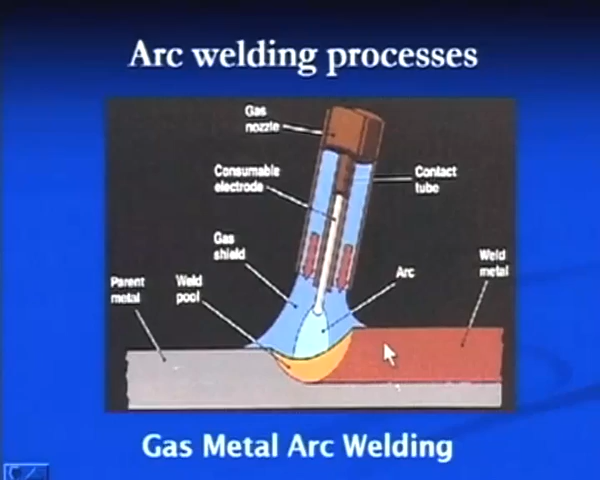 Arc welding processes
Gas
nozzle
Consumable
electrode
Contact
tube
Gas
shield
Weld
metal
Parent
metal
Weld
pool
Arc
Gas Metal Arc Welding